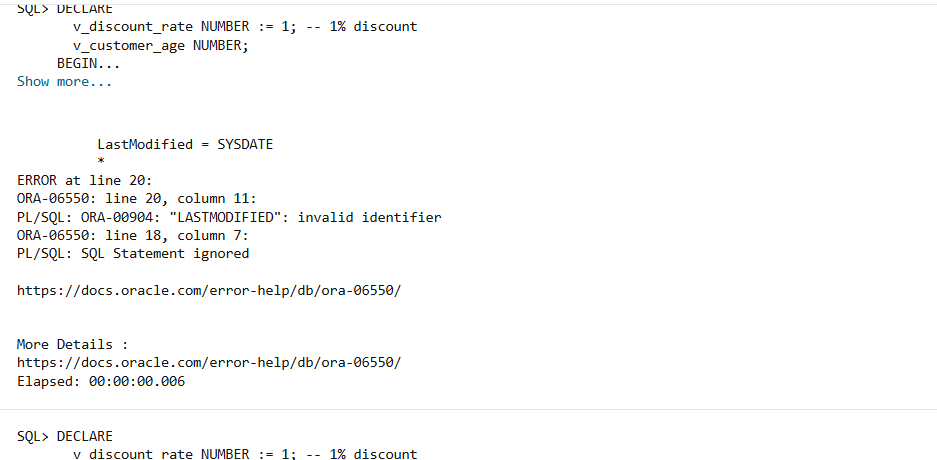 SQL> DECLARE
v_discount_rate NUMBER := 1; -- 1% discount
v_customer_age NUMBER;
BEGIN...
Show more...
LastModified = SYSDATE
*
ERROR at line 20:
ORA-06550: line 20, column 11:
PL/SQL: ORA-00904: "LASTMODIFIED": invalid identifier
ORA-06550: line 18, column 7:
PL/SQL: SQL Statement ignored
https://docs.oracle.com/error-help/db/ora-06550/
More Details :
https://docs.oracle.com/error-help/db/ora-06550/
Elapsed: 00:00:00.006
SQL> DECLARE
v_discount_rate NUMBER := 1; -- 1% discount